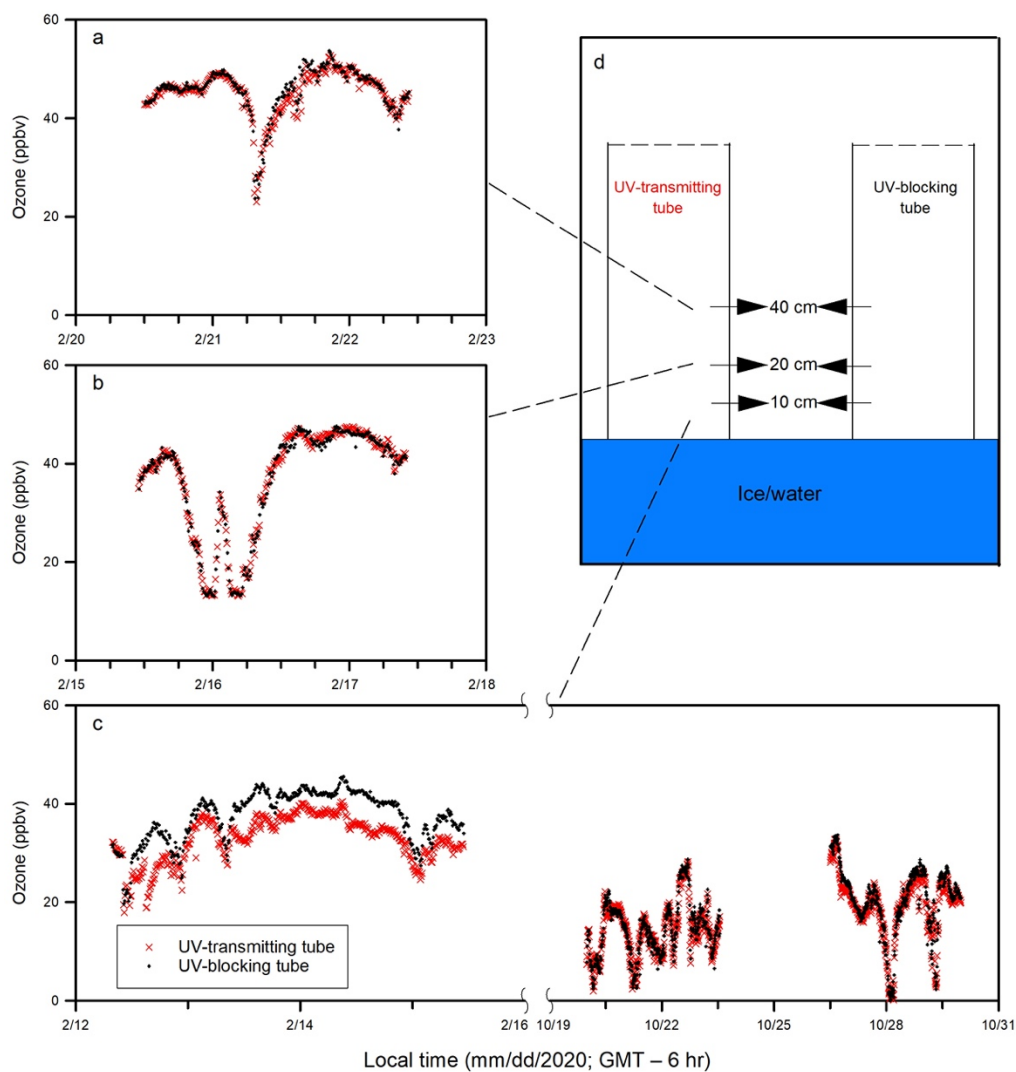 a
60
40
20
0
Ozone (ppbv)
2/20
2/21
2/22
2/23
b
60
40
20
0
Ozone (ppbv)
2/15
2/16
2/17
2/18
d
UV-transmitting
tube
UV-blocking
tube
40 cm
20 cm
10 cm
Ice/water
c
60
40
20
0
Ozone (ppbv)
UV-transmitting tube
UV-blocking tube
2/12
2/14
2/16
10/19
10/22
10/25
10/28
10/31
Local time (mm/dd/2020; GMT – 6 hr)